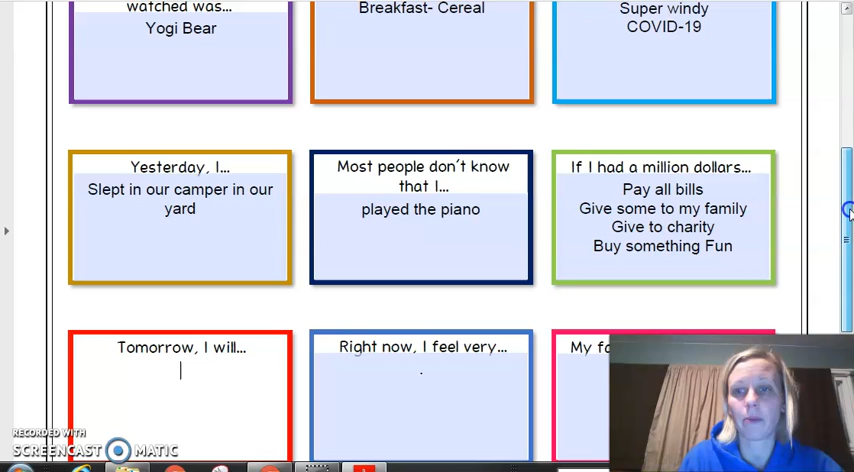 watched was...
Yogi Bear
Breakfast- Cereal
Super windy
COVID-19
Yesterday, I...
Slept in our camper in our
yard
Most people don't know
that I...
played the piano
If I had a million dollars...
Pay all bills
Give some to my family
Give to charity
Buy something Fun
Tomorrow, I will...
Right now, I feel very...
.
My fa
RECORDED WITH
SCREENCAST MATIC